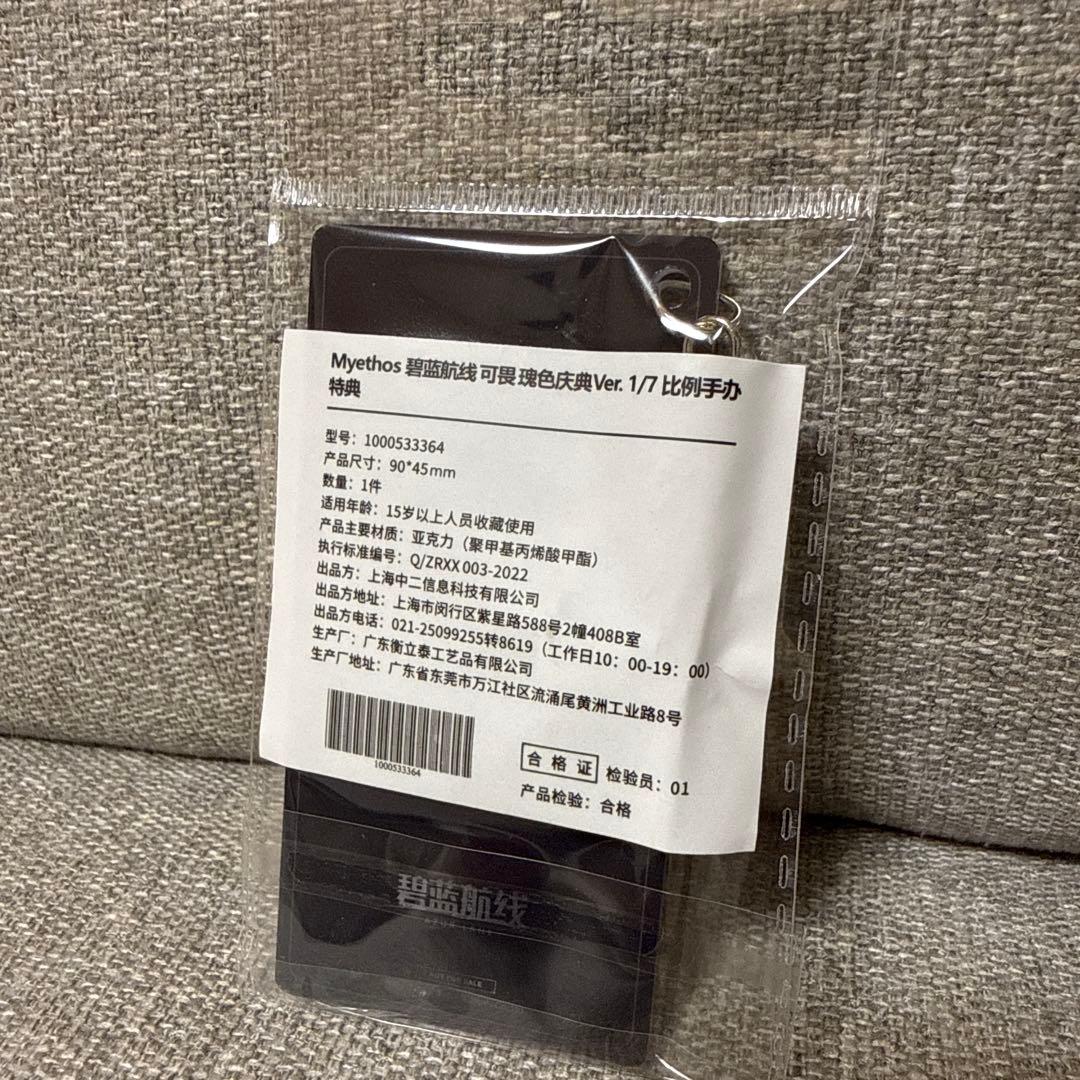 Myethos 碧蓝航线 可畏 瑰色庆典Ver. 1/7 比例手办
特典
型号：1000533364
产品尺寸：90*45mm
数量：1件
适用年龄：15岁以上人员收藏使用
产品主要材质：亚克力（聚甲基丙烯酸甲酯）
执行标准编号：Q/ZRXX 003-2022
出品方：上海中二信息科技有限公司
出品方地址：上海市闵行区紫星路588号2幢408B室
出品方电话：021-25099255转8619（工作日10：00-19：00）
生产厂：广东衡立泰工艺品有限公司
生产厂地址：广东省东莞市万江社区流涌尾黄洲工业路8号
1000533364
合格证 检验员：01
产品检验：合格
碧蓝航线